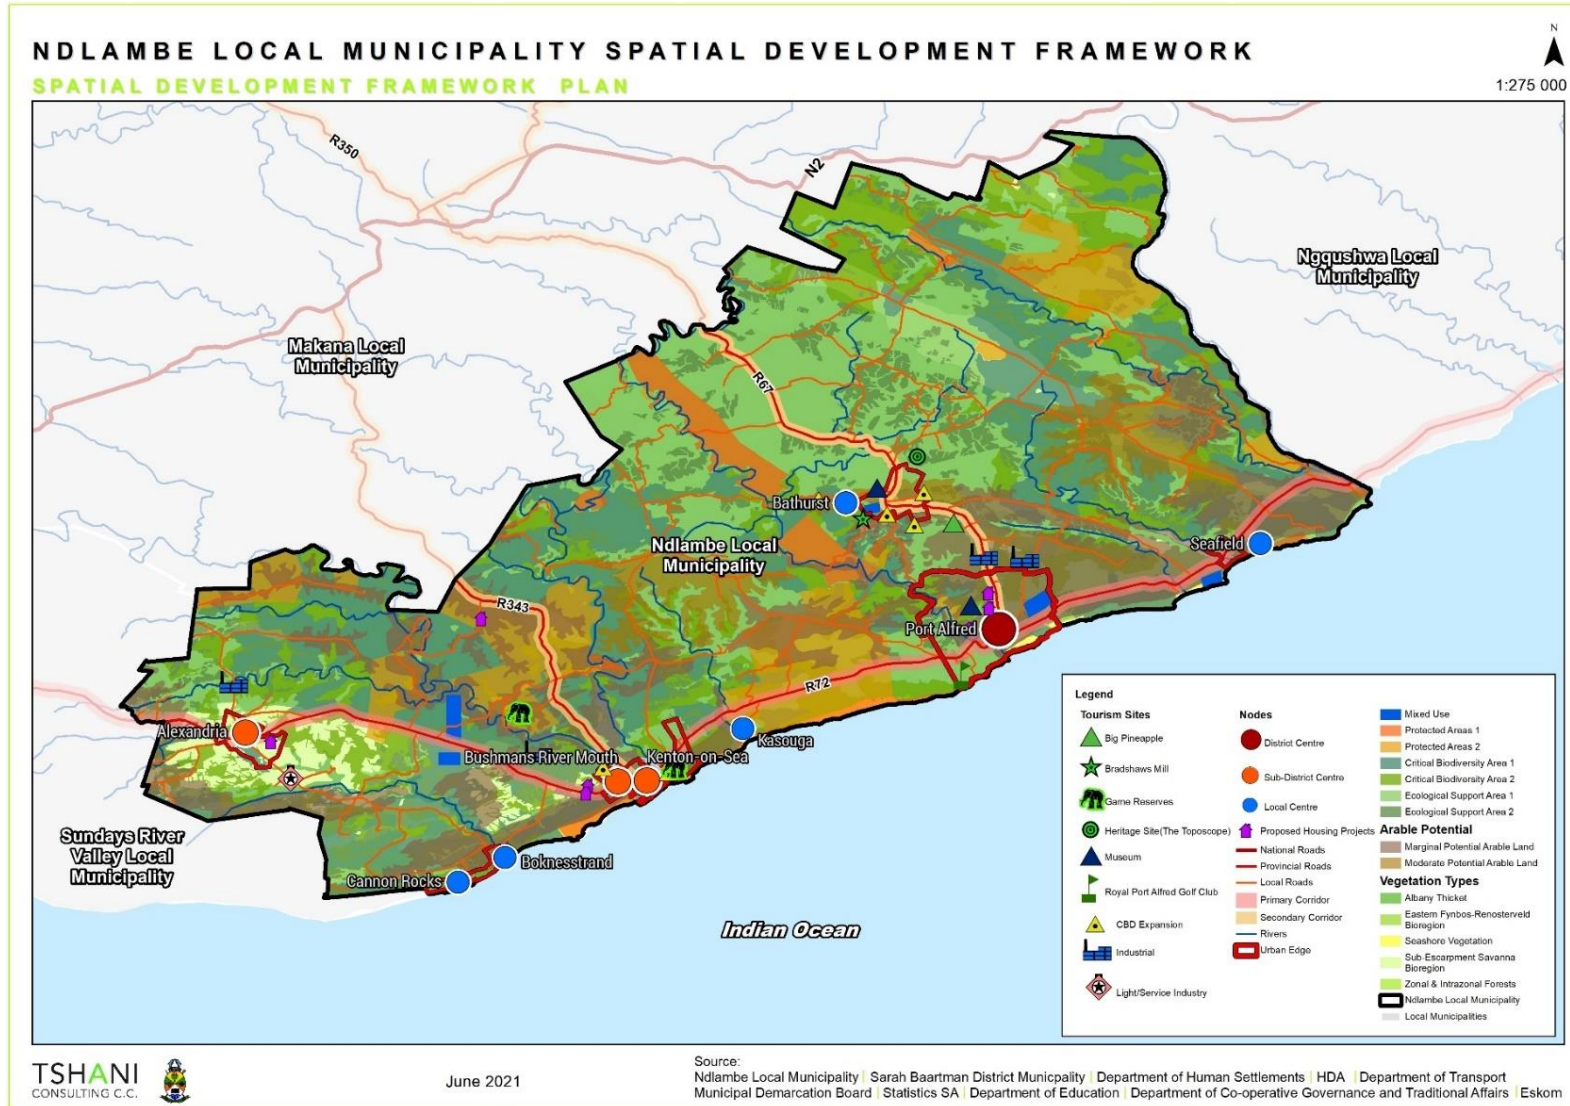 N
NDLAMBE LOCAL MUNICIPALITY SPATIAL DEVELOPMENT FRAMEWORK
SPATIAL DEVELOPMENT FRAMEWORK PLAN
1:275 000
R350
N2
Ngqushwa Local
Municipality
Makana Local
Municipality
R67
Bathurst
Ndlambe Local
Municipality
Seafield
R343
Port Alfred
R72
Alexandria
Kasouga
Bushmans River Mouth
Kenton-on-Sea
Sundays River
Valley Local
Municipality
Boknesstrand
Cannon Rocks
Indian Ocean
Legend
Tourism Sites
Big Pineapple
Bradshaws Mill
Game Reserves
Heritage Site(The Toposcope)
Museum
Royal Port Alfred Golf Club
CBD Expansion
Industrial
Light/Service Industry
Nodes
District Centre
Sub-District Centre
Local Centre
Proposed Housing Projects
National Roads
Provincial Roads
Local Roads
Primary Corridor
Secondary Corridor
Rivers
Urban Edge
Mixed Use
Protected Areas 1
Protected Areas 2
Critical Biodiversity Area 1
Critical Biodiversity Area 2
Ecological Support Area 1
Ecological Support Area 2
Arable Potential
Marginal Potential Arable Land
Moderate Potential Arable Land
Vegetation Types
Albany Thicket
Eastern Fynbos-Renosterveld
Bioregion
Seashore Vegetation
Sub-Escarpment Savanna
Bioregion
Zonal & Intrazonal Forests
Ndlambe Local Municipality
Local Municipalities
TSHANI
CONSULTING C.C.
June 2021
Source:
Ndlambe Local Municipality | Sarah Baartman District Municpality | Department of Human Settlements | HDA | Department of Transport
Municipal Demarcation Board | Statistics SA | Department of Education | Department of Co-operative Governance and Traditional Affairs | Eskom